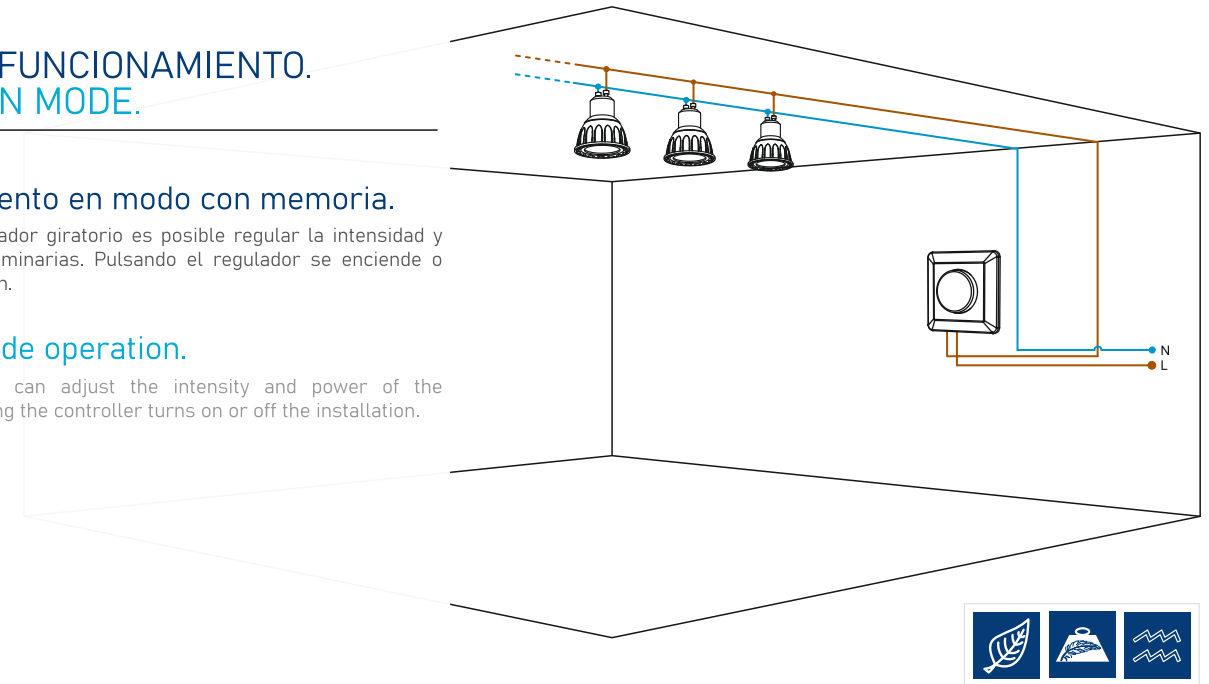 FUNCIONAMIENTO.
N MODE.
ento en modo con memoria.
ador giratorio es posible regular la intensidad y
minarias. Pulsando el regulador se enciende o
n.
de operation.
can adjust the intensity and power of the
ng the controller turns on or off the installation.
N
L